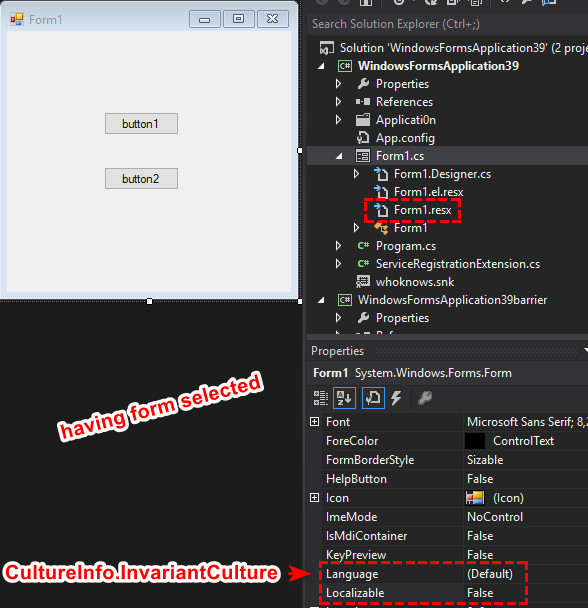 Form1
button1
button2
Search Solution Explorer (Ctrl+;)
Solution 'WindowsFormsApplication39' (2 proje
WindowsFormsApplication39
Properties
References
Applicati0n
App.config
Form1.cs
Form1.Designer.cs
Form1.el.resx
Form1.resx
Form1
Program.cs
ServiceRegistrationExtension.cs
whoknows.snk
WindowsFormsApplication39barrier
Properties
having form selected
Properties
Form1 System.Windows.Forms.Form
Font Microsoft Sans Serif; 8,2
ForeColor ControlText
FormBorderStyle Sizable
HelpButton False
Icon (Icon)
ImeMode NoControl
IsMdiContainer False
KeyPreview False
CultureInfo.InvariantCulture
Language (Default)
Localizable False